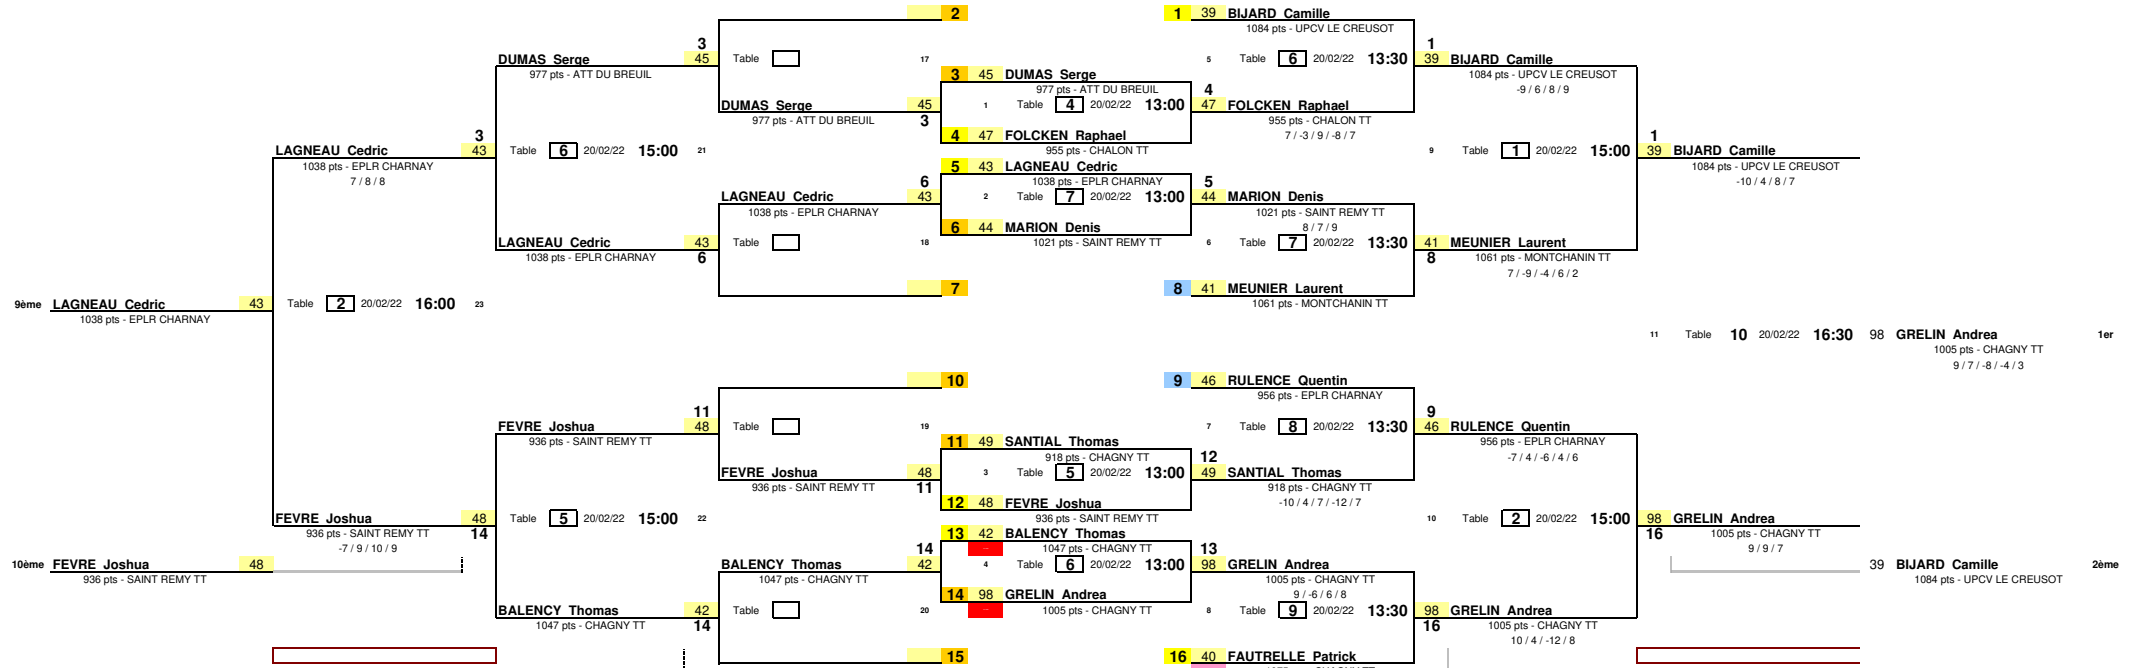 2
1 39 BIJARD Camille
1084 pts - UPCV LE CREUSOT
3
1
DUMAS Serge 45 Table 17 5 Table 6 20/02/22 13:30 39 BIJARD Camille
977 pts - ATT DU BREUIL
3 45 DUMAS Serge
1084 pts - UPCV LE CREUSOT
977 pts - ATT DU BREUIL
4
-9 / 6 / 8 / 9
DUMAS Serge 45 1 Table 4 20/02/22 13:00 47 FOLCKEN Raphael
977 pts - ATT DU BREUIL 3
955 pts - CHALON TT
3
4 47 FOLCKEN Raphael
7 / -3 / 9 / -8 / 7
1
LAGNEAU Cedric 43 Table 6 20/02/22 15:00 21
955 pts - CHALON TT
9 Table 1 20/02/22 15:00 39 BIJARD Camille
1038 pts - EPLR CHARNAY
5 43 LAGNEAU Cedric
1084 pts - UPCV LE CREUSOT
7 / 8 / 8
6
1038 pts - EPLR CHARNAY
5
-10 / 4 / 8 / 7
LAGNEAU Cedric 43 2 Table 7 20/02/22 13:00 44 MARION Denis
1038 pts - EPLR CHARNAY
1021 pts - SAINT REMY TT
6 44 MARION Denis
8 / 7 / 9
LAGNEAU Cedric 43 Table 18
1021 pts - SAINT REMY TT
6 Table 7 20/02/22 13:30 41 MEUNIER Laurent
1038 pts - EPLR CHARNAY 6
8 1061 pts - MONTCHANIN TT
7 / -9 / -4 / 6 / 2
7
8 41 MEUNIER Laurent
1061 pts - MONTCHANIN TT
9ème LAGNEAU Cedric 43 Table 2 20/02/22 16:00 23
1038 pts - EPLR CHARNAY
11 Table 10 20/02/22 16:30 98 GRELIN Andrea 1er
1005 pts - CHAGNY TT
9 / 7 / -8 / -4 / 3
10
9 46 RULENCE Quentin
956 pts - EPLR CHARNAY
11
9
FEVRE Joshua 48 Table 19 7 Table 8 20/02/22 13:30 46 RULENCE Quentin
936 pts - SAINT REMY TT
11 49 SANTIAL Thomas
956 pts - EPLR CHARNAY
918 pts - CHAGNY TT
12
-7 / 4 / -6 / 4 / 6
FEVRE Joshua 48 3 Table 5 20/02/22 13:00 49 SANTIAL Thomas
936 pts - SAINT REMY TT 11
918 pts - CHAGNY TT
12 48 FEVRE Joshua
-10 / 4 / 7 / -12 / 7
FEVRE Joshua 48 Table 5 20/02/22 15:00 22
936 pts - SAINT REMY TT
10 Table 2 20/02/22 15:00 98 GRELIN Andrea
936 pts - SAINT REMY TT 14
13 42 BALENCY Thomas
16 1005 pts - CHAGNY TT
-7 / 9 / 10 / 9
14
1047 pts - CHAGNY TT
13
9 / 9 / 7
10ème FEVRE Joshua 48
BALENCY Thomas 42 4 Table 6 20/02/22 13:00 98 GRELIN Andrea
39 BIJARD Camille 2ème
936 pts - SAINT REMY TT
1047 pts - CHAGNY TT
1005 pts - CHAGNY TT
1084 pts - UPCV LE CREUSOT
14 98 GRELIN Andrea
9 / -6 / 6 / 8
BALENCY Thomas 42 Table 20
1005 pts - CHAGNY TT
8 Table 9 20/02/22 13:30 98 GRELIN Andrea
1047 pts - CHAGNY TT 14
16 1005 pts - CHAGNY TT
10 / 4 / -12 / 8
15
16 40 FAUTRELLE Patrick